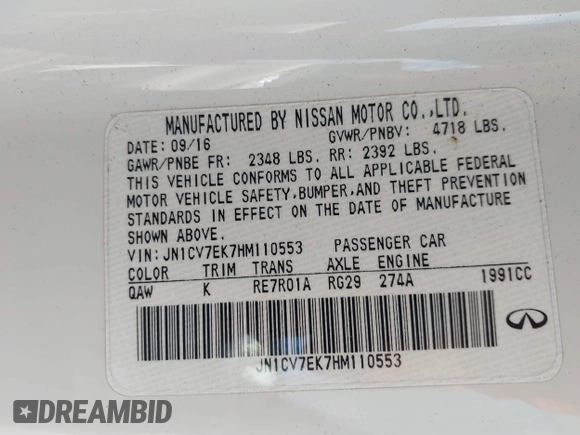 MANUFACTURED BY NISSAN MOTOR CO.,LTD.
DATE: 09/16 GVWR/PNBV: 4718 LBS.
GAWR/PNBE FR: 2348 LBS. RR: 2392 LBS.
THIS VEHICLE CONFORMS TO ALL APPLICABLE FEDERAL
MOTOR VEHICLE SAFETY,BUMPER,AND THEFT PREVENTION
STANDARDS IN EFFECT ON THE DATE OF MANUFACTURE
SHOWN ABOVE.
VIN: JN1CV7EK7HM110553 PASSENGER CAR
COLOR TRIM TRANS AXLE ENGINE
QAW K RE7R01A RG29 274A 1991CC
JN1CV7EK7HM110553
DREAMBID